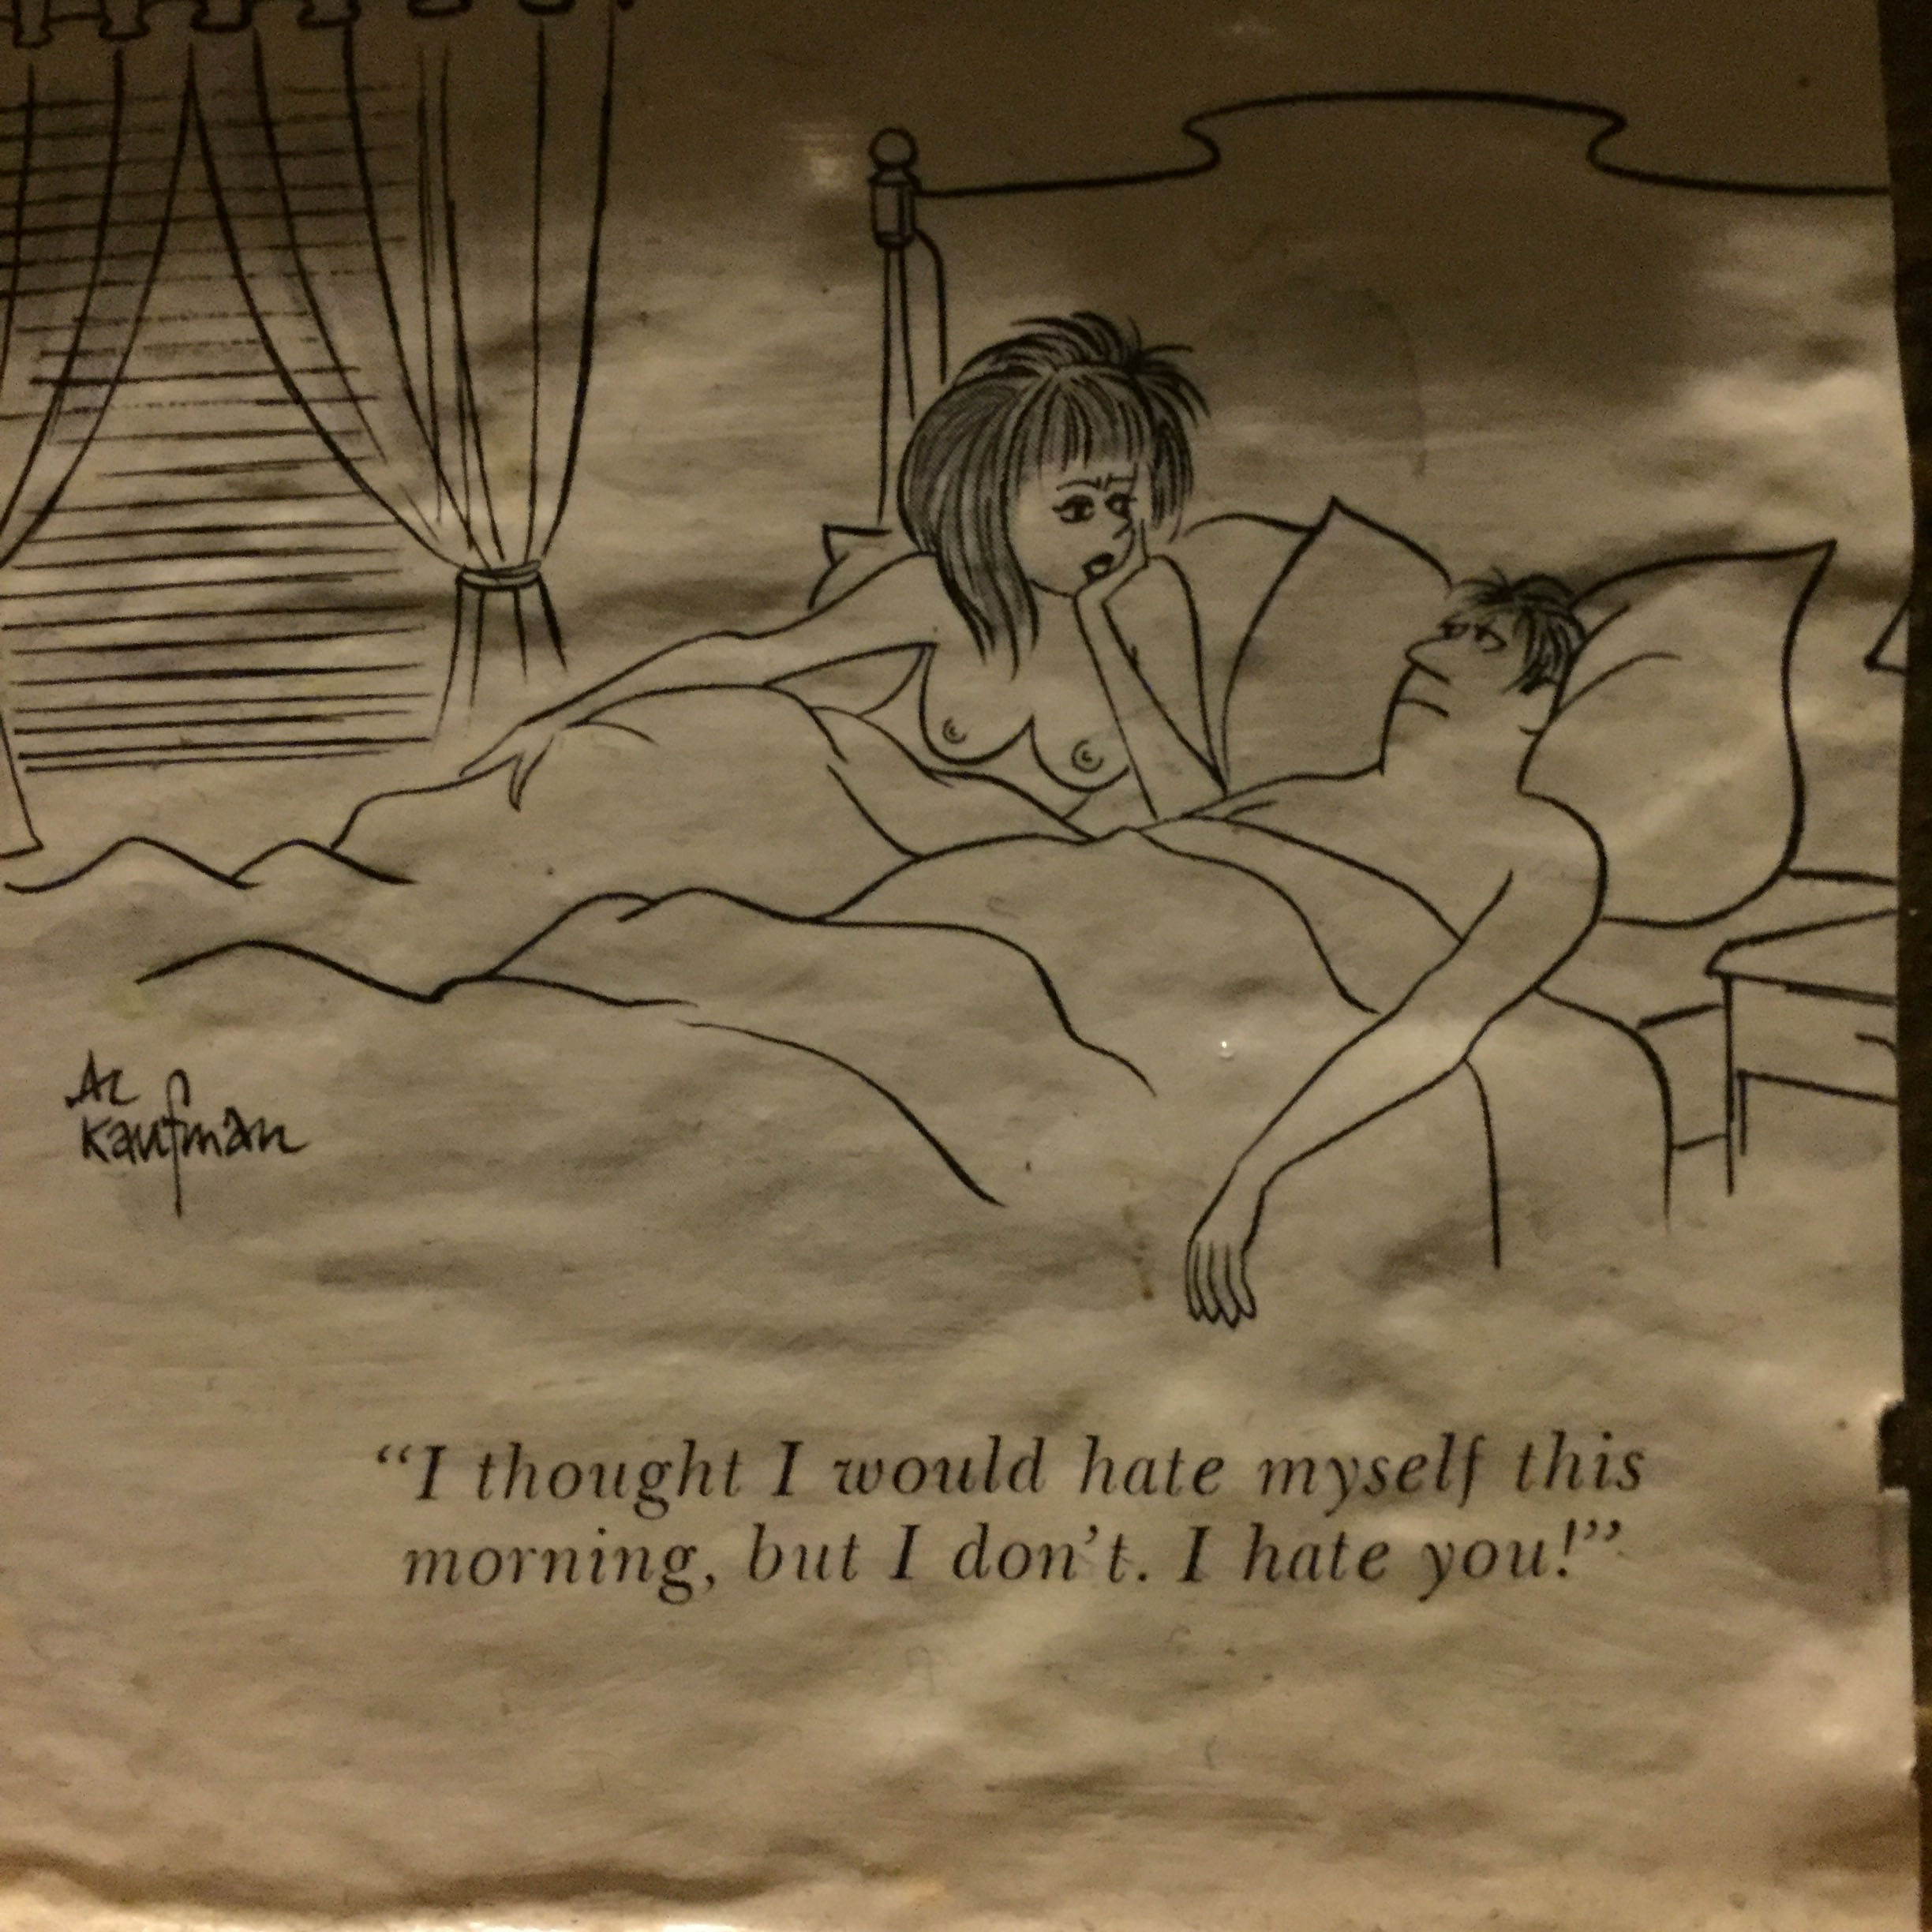 Al
Kaufman
“I thought I would hate myself this
morning, but I don’t. I hate you!”